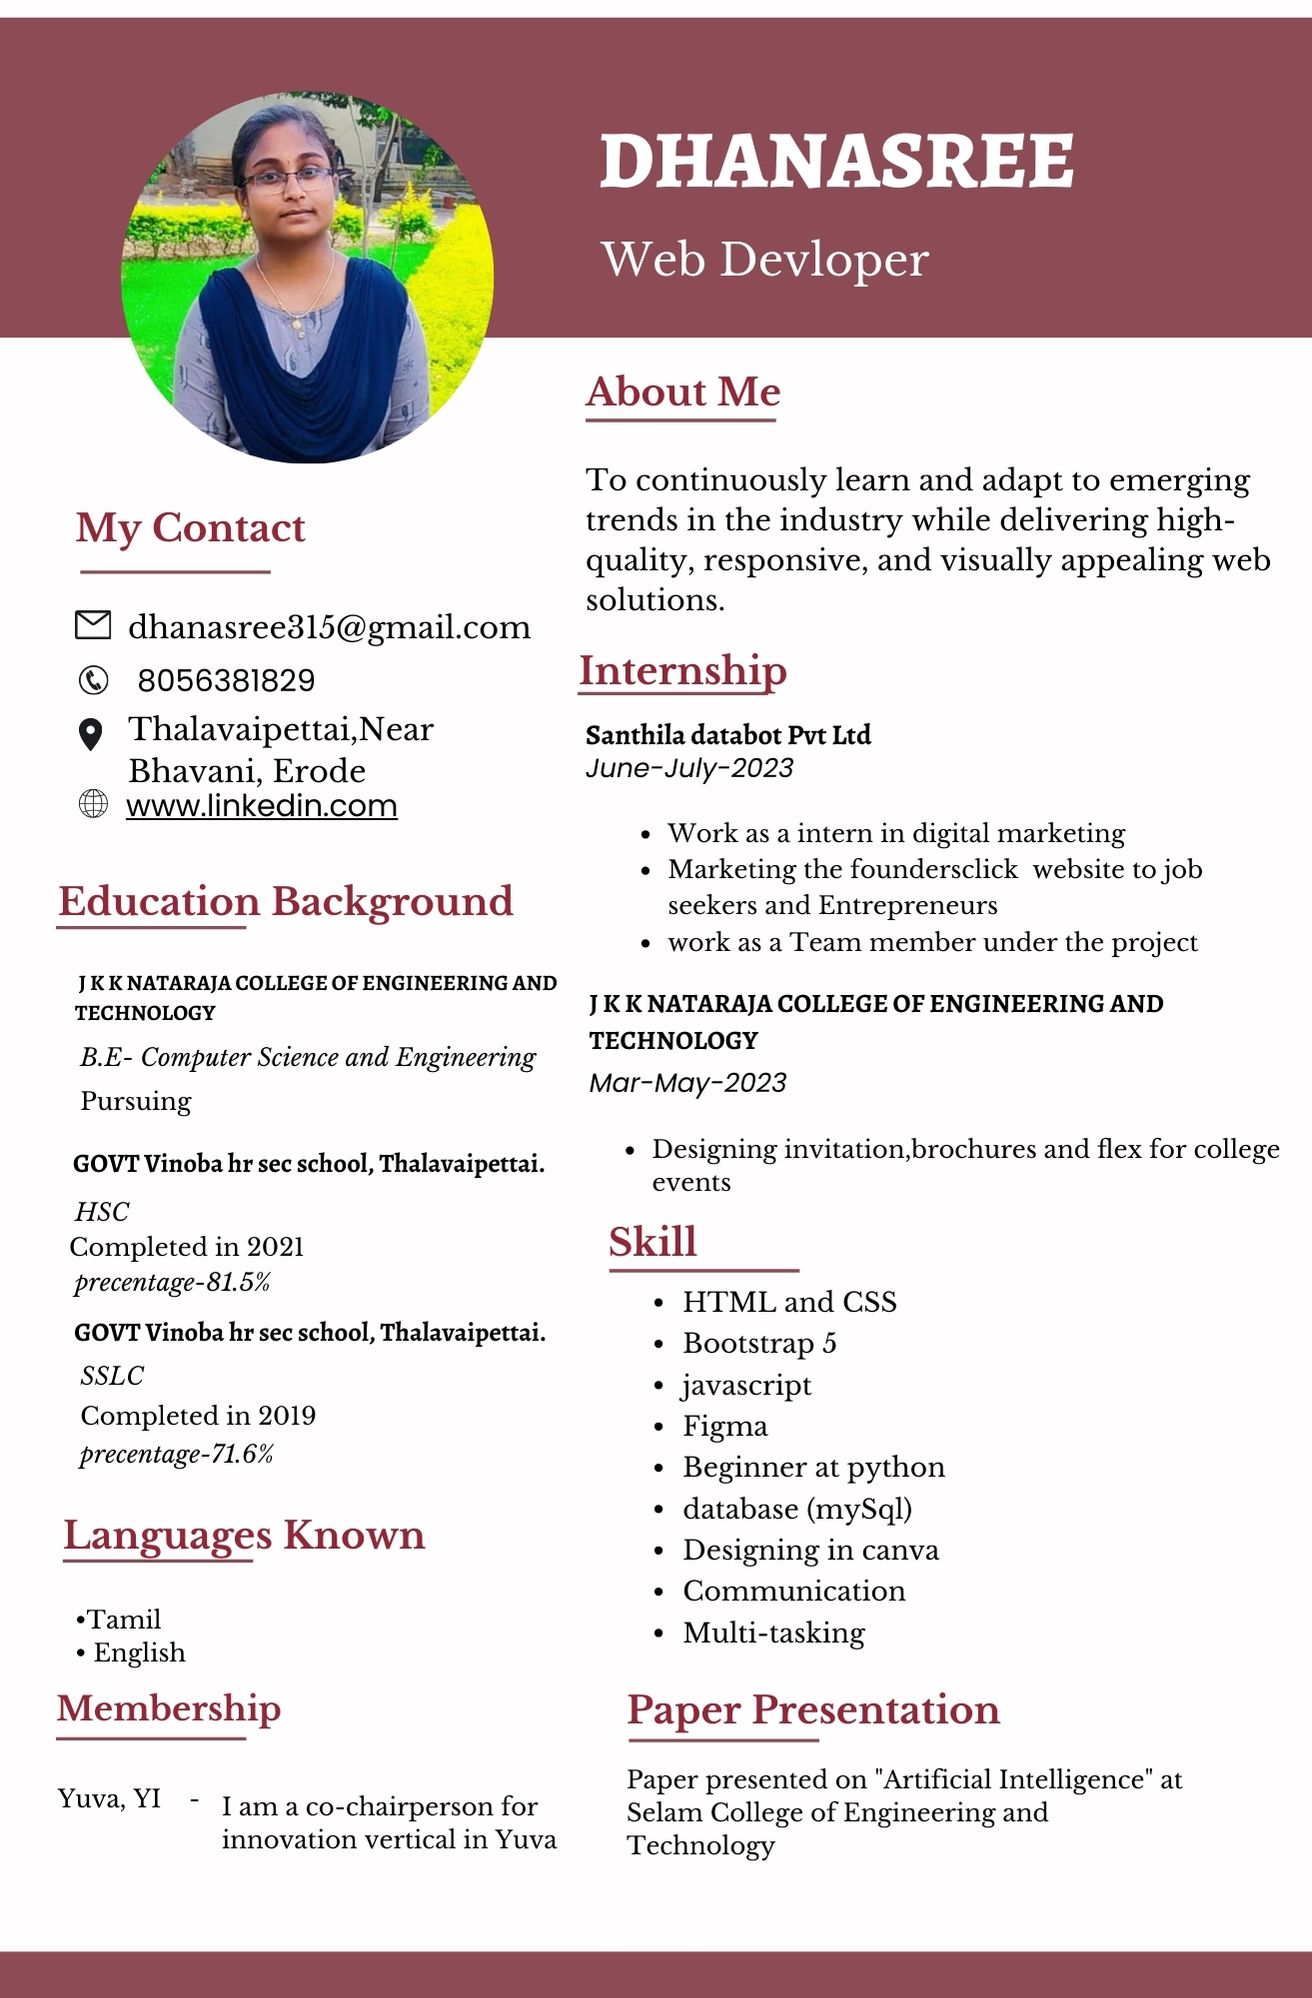 DHANASREE
Web Devloper
My Contact
dhanasree315@gmail.com
8056381829
Thalavaipettai,Near
Bhavani, Erode
www.linkedin.com
Education Background
J K K NATARAJA COLLEGE OF ENGINEERING AND
TECHNOLOGY
B.E- Computer Science and Engineering
Pursuing
GOVT Vinoba hr sec school, Thalavaipettai.
HSC
Completed in 2021
precentage-81.5%
GOVT Vinoba hr sec school, Thalavaipettai.
SSLC
Completed in 2019
precentage-71.6%
Languages Known
•Tamil
• English
Membership
Yuva, YI - I am a co-chairperson for
innovation vertical in Yuva
About Me
To continuously learn and adapt to emerging
trends in the industry while delivering high-
quality, responsive, and visually appealing web
solutions.
Internship
Santhila databot Pvt Ltd
June-July-2023
• Work as a intern in digital marketing
• Marketing the foundersclick website to job
seekers and Entrepreneurs
• work as a Team member under the project
J K K NATARAJA COLLEGE OF ENGINEERING AND
TECHNOLOGY
Mar-May-2023
• Designing invitation,brochures and flex for college
events
Skill
• HTML and CSS
• Bootstrap 5
• javascript
• Figma
• Beginner at python
• database (mySql)
• Designing in canva
• Communication
• Multi-tasking
Paper Presentation
Paper presented on "Artificial Intelligence" at
Selam College of Engineering and
Technology